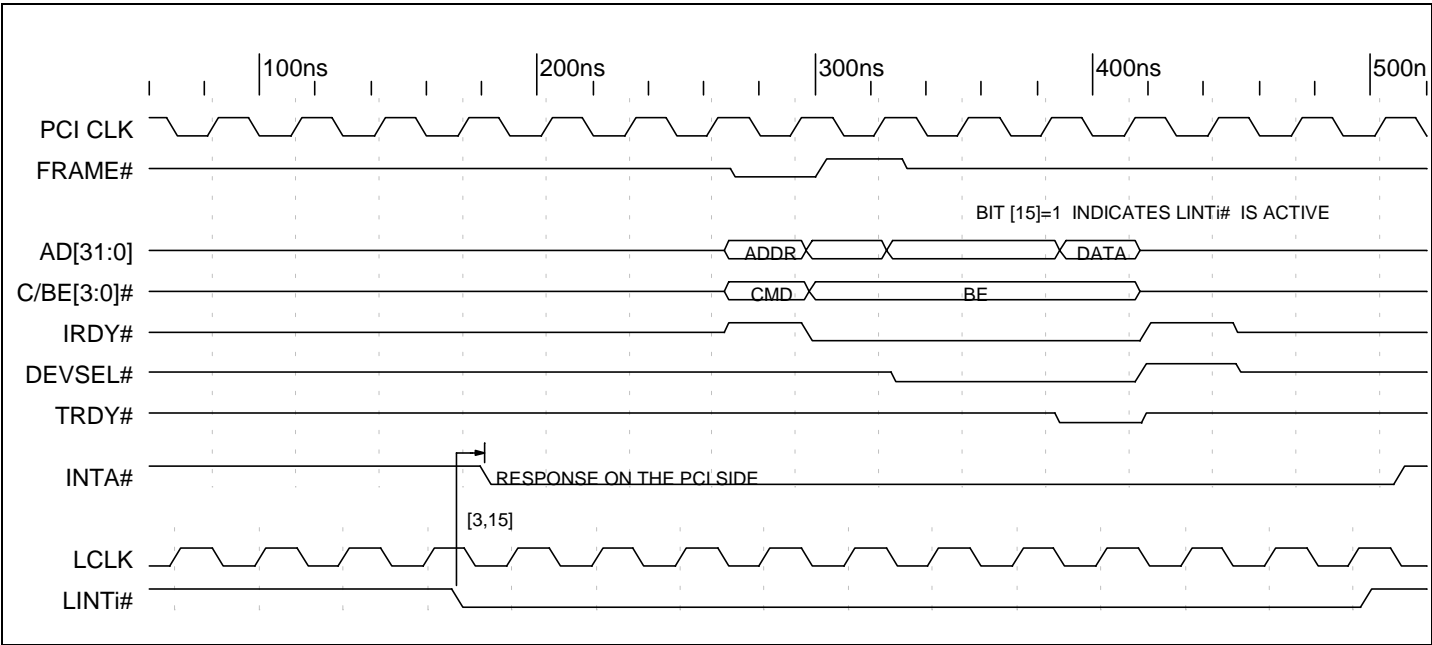 100ns 200ns 300ns 400ns 500n
PCI CLK
FRAME#
BIT [15]=1 INDICATES LINTi# IS ACTIVE
AD[31:0] ADDR DATA
C/BE[3:0]# CMD BE
IRDY#
DEVSEL#
TRDY#
INTA# RESPONSE ON THE PCI SIDE
[3,15]
LCLK
LINTi#